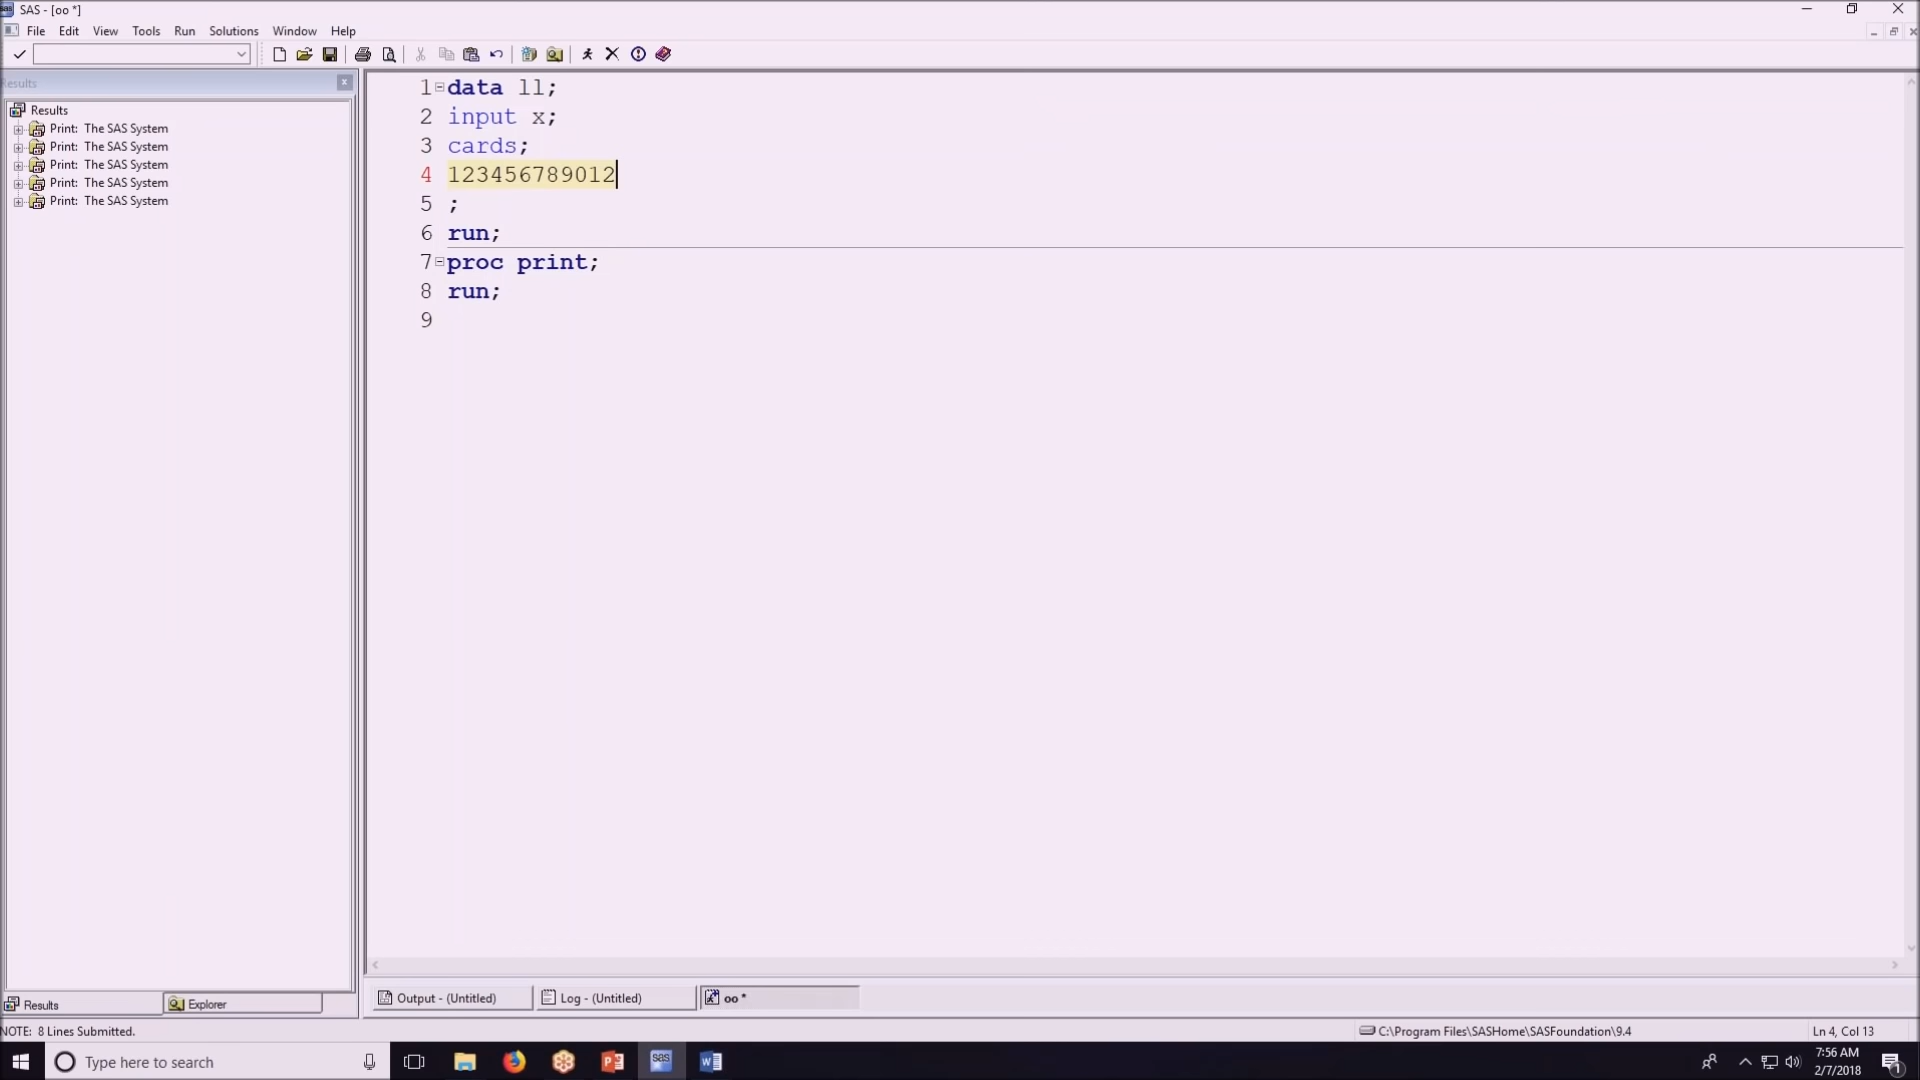 SAS - [oo *]
File Edit View Tools Run Solutions Window Help
Results
Results
Print: The SAS System
Print: The SAS System
Print: The SAS System
Print: The SAS System
Print: The SAS System
1 data ll;
2 input x;
3 cards;
4 123456789012
5 ;
6 run;
7 proc print;
8 run;
9
Results Explorer
Output - (Untitled) Log - (Untitled) oo *
NOTE: 8 Lines Submitted. C:\Program Files\SASHome\SASFoundation\9.4 Ln 4, Col 13
Type here to search
7:56 AM
2/7/2018